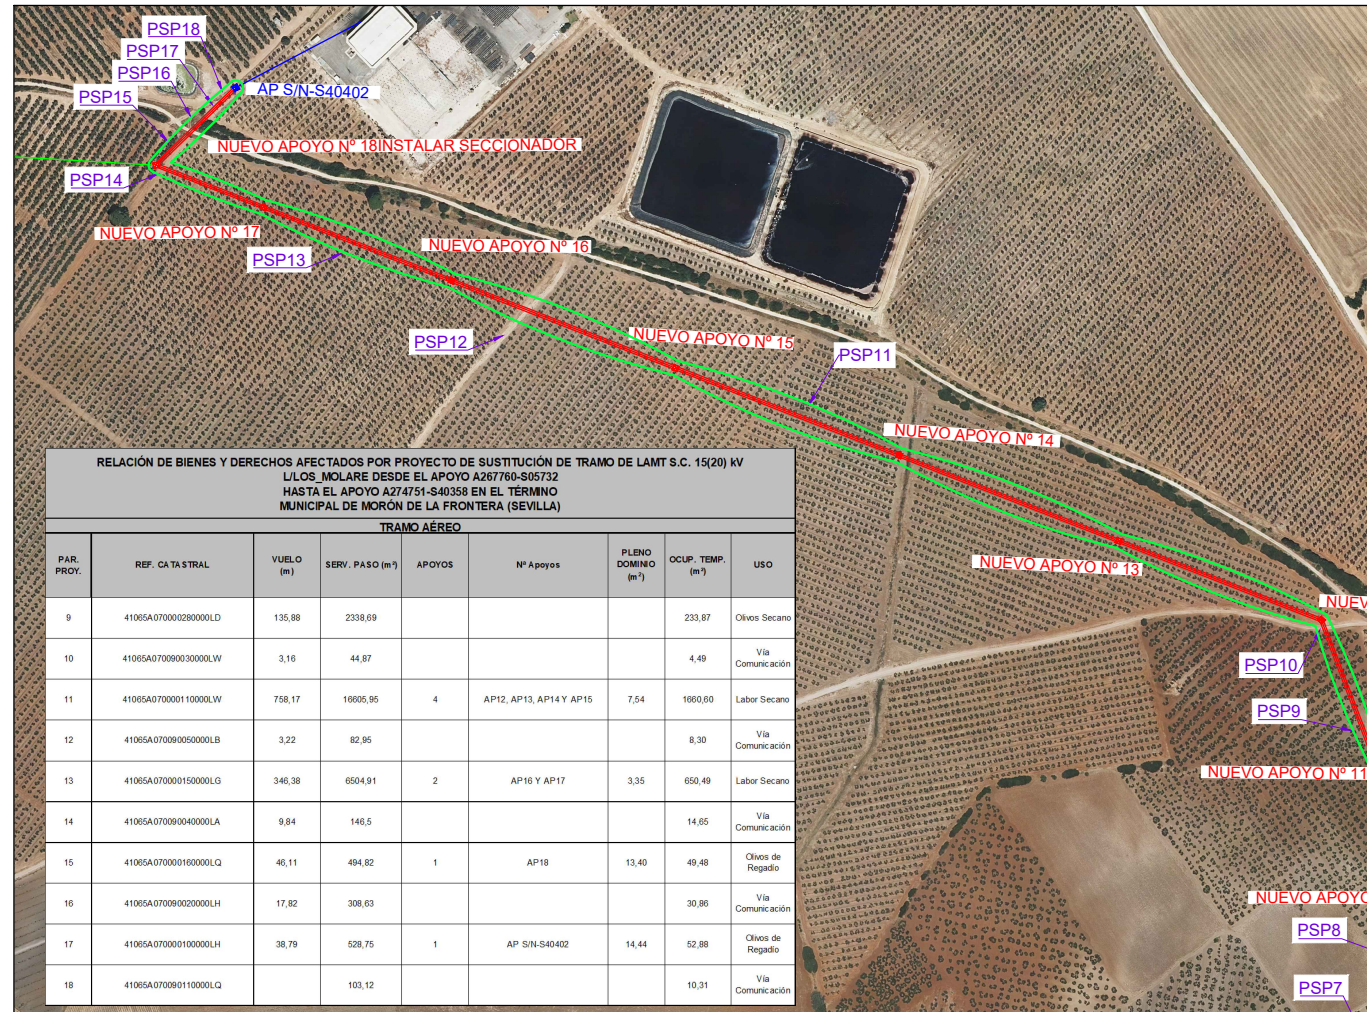 PSP18
PSP17
PSP16
PSP15
AP S/N-S40402
NUEVO APOYO Nº 18INSTALAR SECCIONADOR
PSP14
NUEVO APOYO Nº 17
NUEVO APOYO Nº 16
PSP13
NUEVO APOYO Nº 15
PSP12
PSP11
NUEVO APOYO Nº 14
NUEVO APOYO Nº 13
NUEV
PSP10
PSP9
NUEVO APOYO Nº 11
NUEVO APOYO
PSP8
PSP7
RELACIÓN DE BIENES Y DERECHOS AFECTADOS POR PROYECTO DE SUSTITUCIÓN DE TRAMO DE LAMT S.C. 15(20) kV
L/LOS_MOLARE DESDE EL APOYO A267760-S05732
HASTA EL APOYO A274751-S40358 EN EL TÉRMINO
MUNICIPAL DE MORÓN DE LA FRONTERA (SEVILLA)
TRAMO AÉREO
PAR. PROY. REF. CATASTRAL VUELO (m) SERV. PASO (m²) APOYOS Nº Apoyos PLENO DOMINIO (m²) OCUP. TEMP. (m²) USO
9 41065A070000280000LD 135,88 2338,69 233,87 Olivos Secano
10 41065A070090030000LW 3,16 44,87 4,49 Vía Comunicación
11 41065A070000110000LW 758,17 16605,95 4 AP12, AP13, AP14 Y AP15 7,54 1660,60 Labor Secano
12 41065A070090050000LB 3,22 82,95 8,30 Vía Comunicación
13 41065A070000150000LG 346,38 6504,91 2 AP16 Y AP17 3,35 650,49 Labor Secano
14 41065A070090040000LA 9,84 146,5 14,65 Vía Comunicación
15 41065A070000160000LQ 46,11 494,82 1 AP18 13,40 49,48 Olivos de Regadío
16 41065A070090020000LH 17,82 308,63 30,86 Vía Comunicación
17 41065A070000100000LH 38,79 528,75 1 AP S/N-S40402 14,44 52,88 Olivos de Regadío
18 41065A070090110000LQ 103,12 10,31 Vía Comunicación